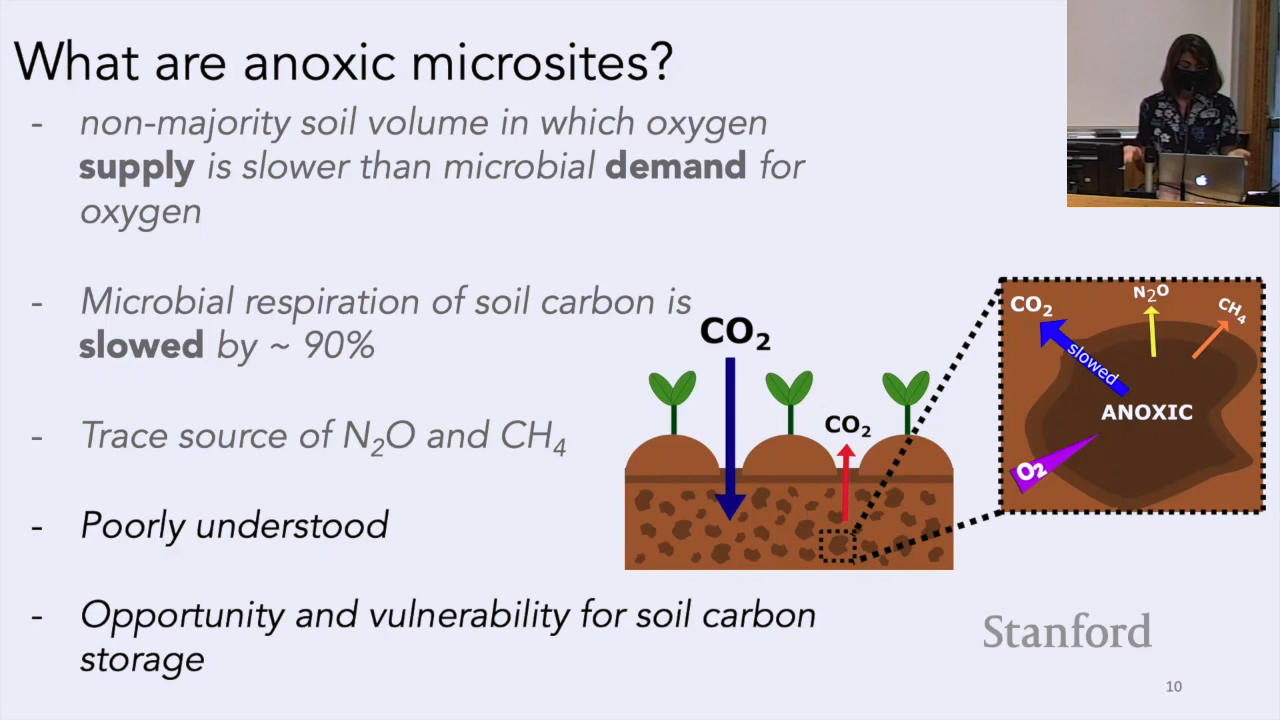 What are anoxic microsites?
- non-majority soil volume in which oxygen
supply is slower than microbial demand for
oxygen
- Microbial respiration of soil carbon is
slowed by ~ 90%
- Trace source of N₂O and CH₄
- Poorly understood
- Opportunity and vulnerability for soil carbon
storage
CO₂
CO₂
CO₂
N₂O
CH₄
slowed
ANOXIC
O₂
Stanford
10